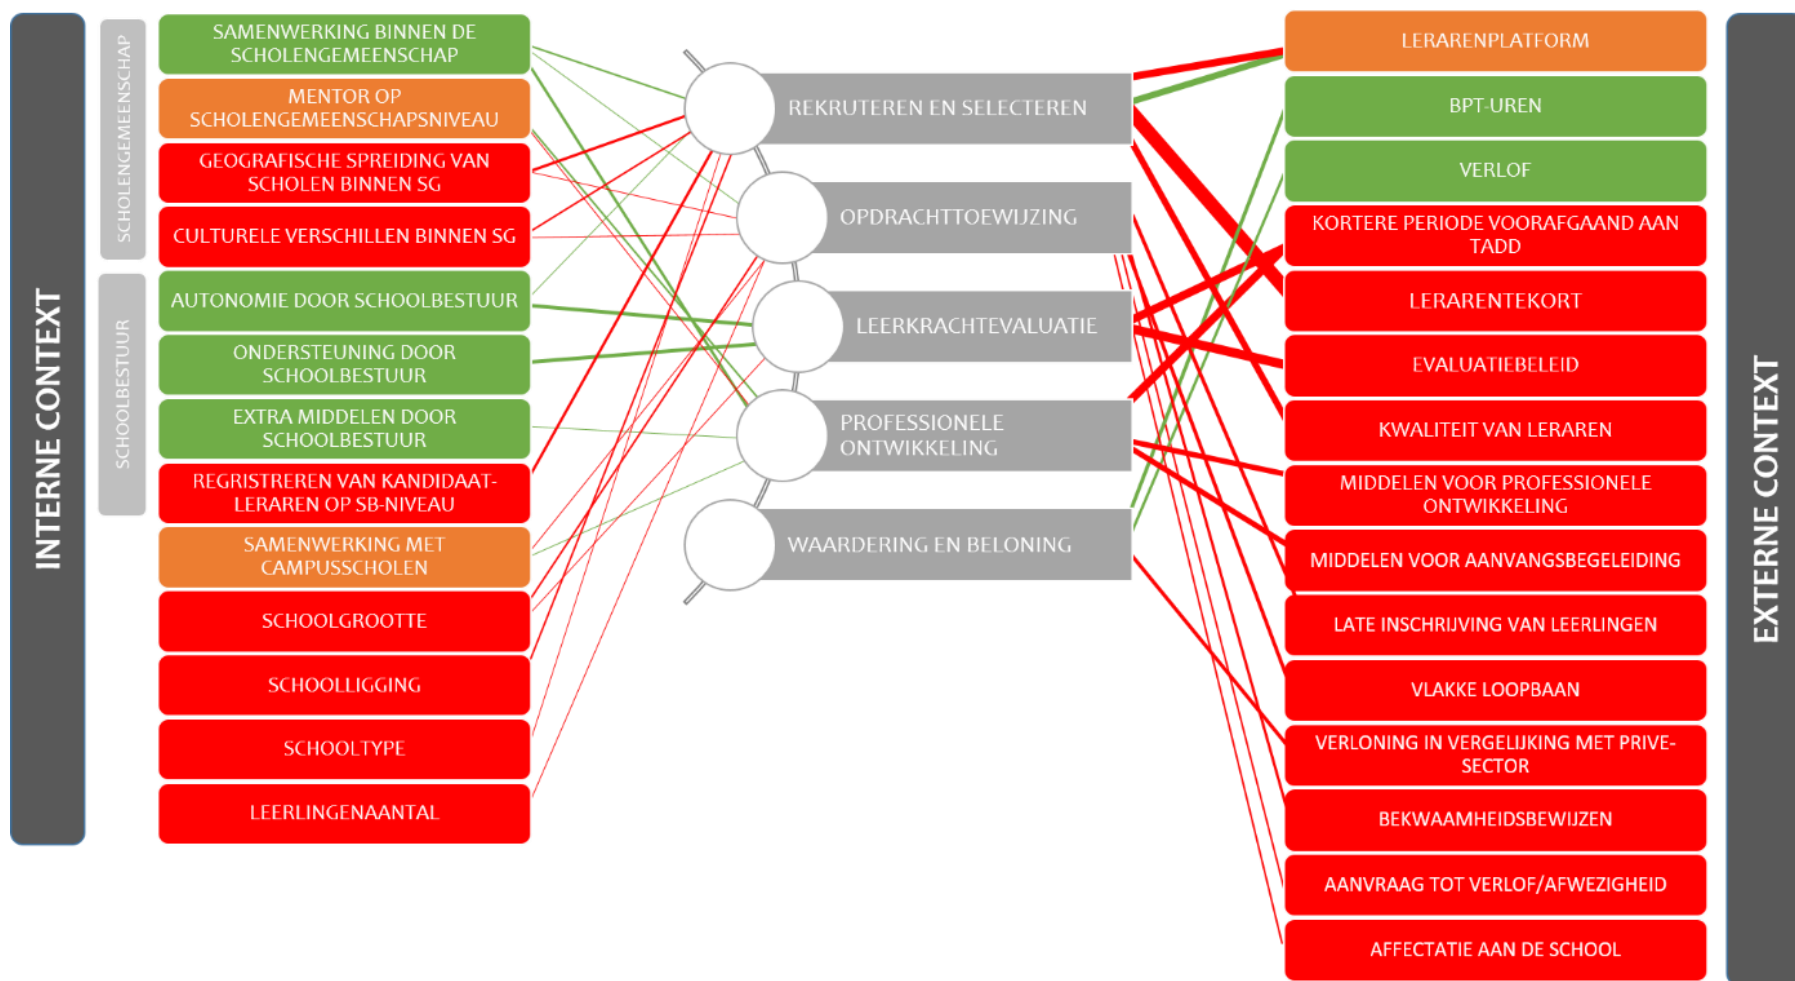 INTERNE CONTEXT
SCHOLENGEMEENSCHAP
SCHOOLBESTUUR
SAMENWERKING BINNEN DE
SCHOLENGEMEENSCHAP
MENTOR OP
SCHOLENGEMEENSCHAPSNIVEAU
GEOGRAFISCHE SPREIDING VAN
SCHOLEN BINNEN SG
CULTURELE VERSCHILLEN BINNEN SG
AUTONOMIE DOOR SCHOOLBESTUUR
ONDERSTEUNING DOOR
SCHOOLBESTUUR
EXTRA MIDDELEN DOOR
SCHOOLBESTUUR
REGRISTREREN VAN KANDIDAAT-
LERAREN OP SB-NIVEAU
SAMENWERKING MET
CAMPUSSCHOLEN
SCHOOLGROOTTE
SCHOOLLIGGING
SCHOOLTYPE
LEERLINGENAANTAL
REKRUTEREN EN SELECTEREN
OPDRACHTTOEWIJZING
LEERKRACHTEVALUATIE
PROFESSIONELE
ONTWIKKELING
WAARDERING EN BELONING
LERARENPLATFORM
BPT-UREN
VERLOF
KORTERE PERIODE VOORAFGAAND AAN
TADD
LERARENTEKORT
EVALUATIEBELEID
KWALITEIT VAN LERAREN
MIDDELEN VOOR PROFESSIONELE
ONTWIKKELING
MIDDELEN VOOR AANVANGSBEGELEIDING
LATE INSCHRIJVING VAN LEERLINGEN
VLAKKE LOOPBAAN
VERLONING IN VERGELIJKING MET PRIVE-
SECTOR
BEKWAAMHEIDSBEWIJZEN
AANVRAAG TOT VERLOF/AFWEZIGHEID
AFFECTATIE AAN DE SCHOOL
EXTERNE CONTEXT